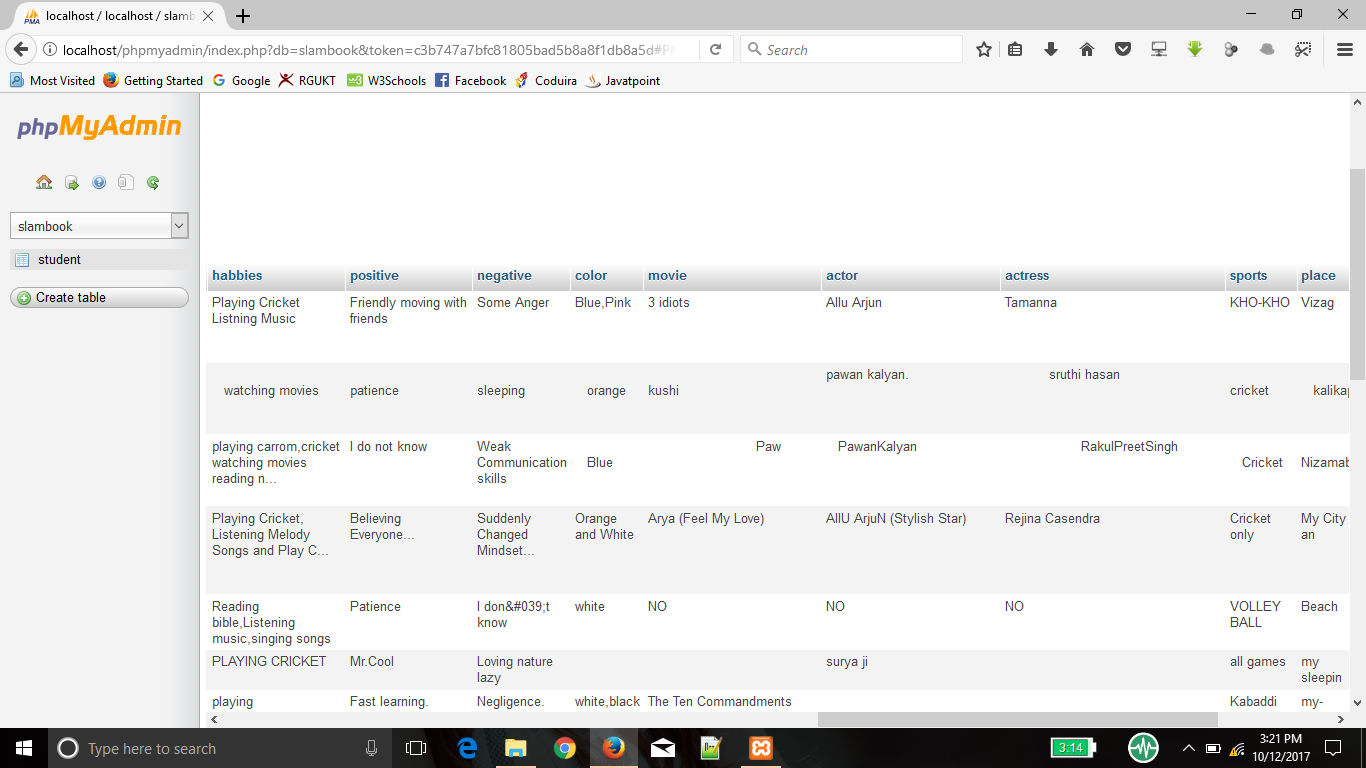 localhost / localhost / slamb
localhost/phpmyadmin/index.php?db=slambook&token=c3b747a7bfc81805bad5b8a8f1db8a5d#P
Search
Most Visited Getting Started Google RGUKT W3Schools Facebook Coduira Javatpoint
phpMyAdmin
slambook
student
Create table
habbies positive negative color movie actor actress sports place
Playing Cricket Friendly moving with Some Anger Blue,Pink 3 idiots Allu Arjun Tamanna KHO-KHO Vizag
Listning Music friends
pawan kalyan. sruthi hasan
watching movies patience sleeping orange kushi cricket kalikap
playing carrom,cricket I do not know Weak Paw PawanKalyan RakulPreetSingh
watching movies Communication Blue Cricket Nizamab
reading n... skills
Playing Cricket, Believing Suddenly Orange Arya (Feel My Love) AllU ArjuN (Stylish Star) Rejina Casendra Cricket My City
Listening Melody Everyone... Changed and White only an
Songs and Play C... Mindset...
Reading Patience I don&#039;t white NO NO NO VOLLEY Beach
bible,Listening know BALL
music,singing songs
PLAYING CRICKET Mr.Cool Loving nature surya ji all games my
lazy sleepin
playing Fast learning. Negligence. white,black The Ten Commandments Kabaddi my-
Type here to search
3:14
3:21 PM
10/12/2017